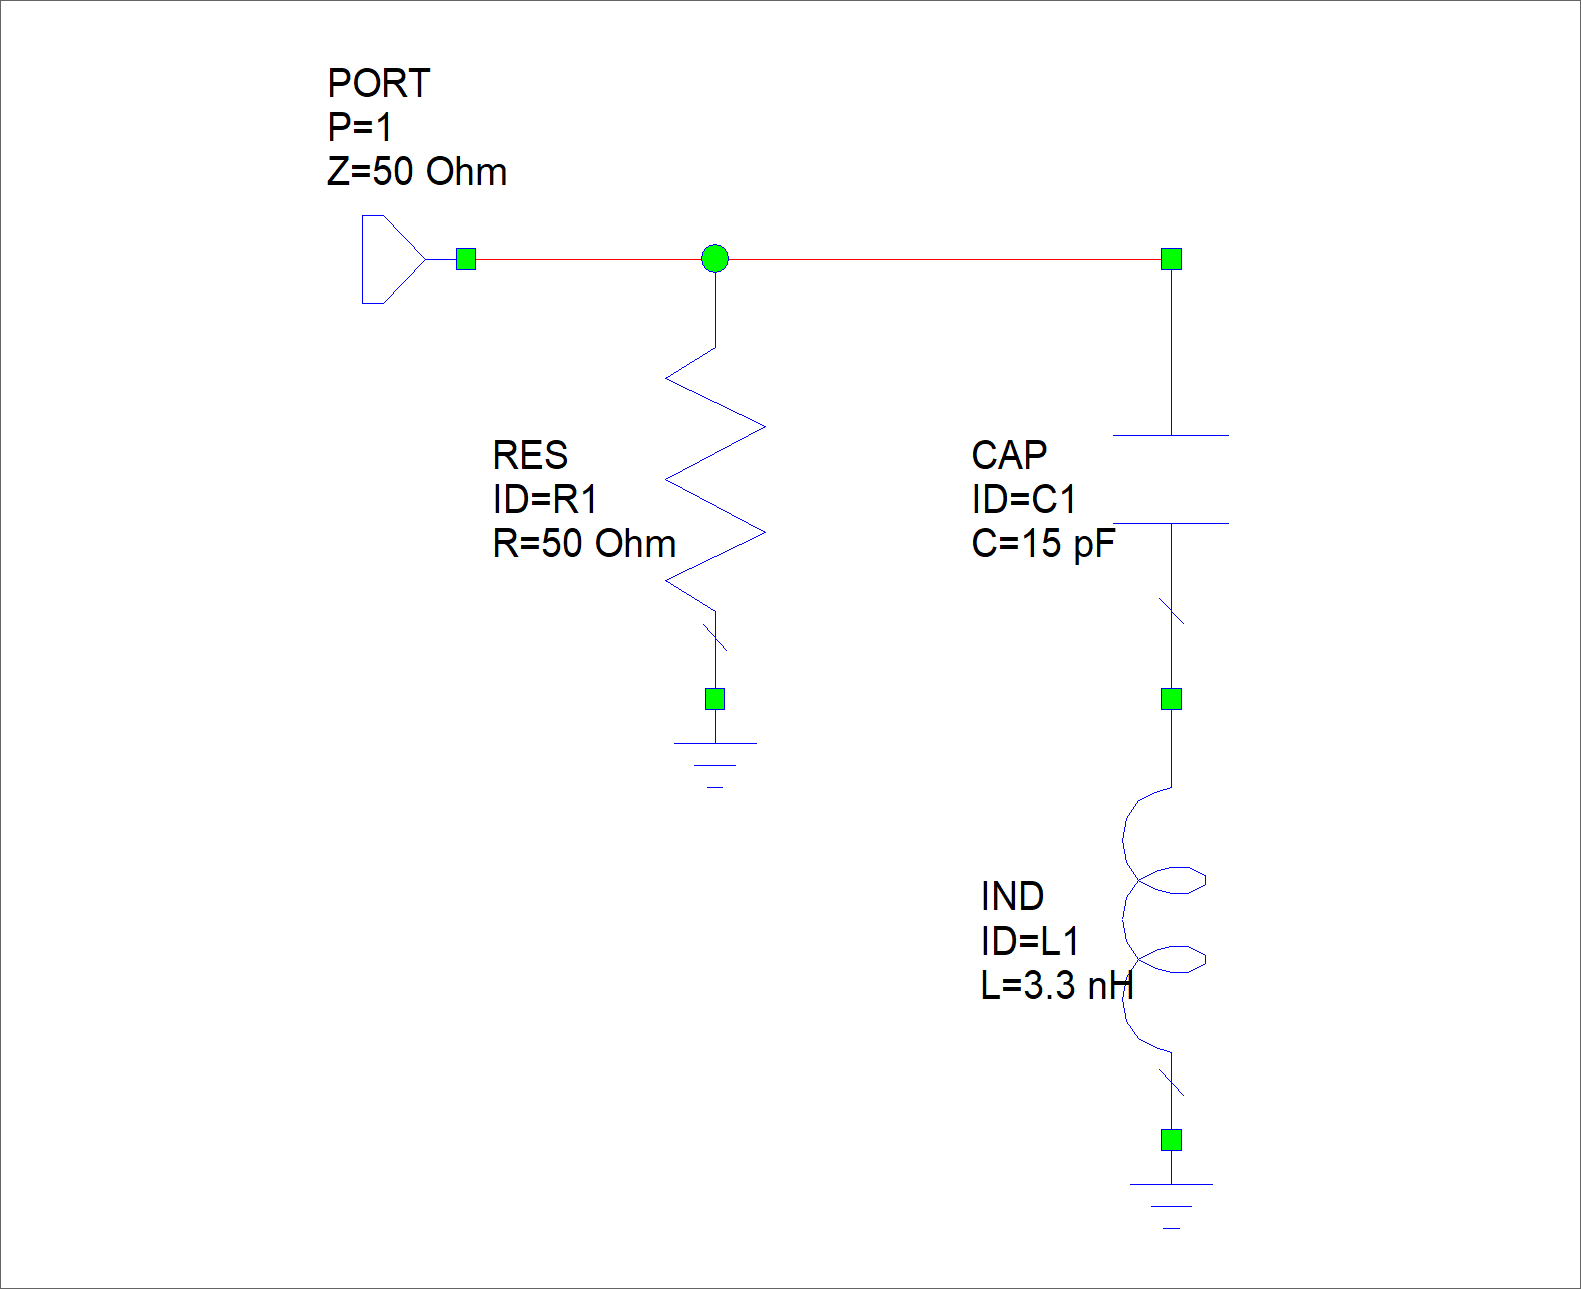 PORT
P=1
Z=50 Ohm
RES
ID=R1
R=50 Ohm
CAP
ID=C1
C=15 pF
IND
ID=L1
L=3.3 nH